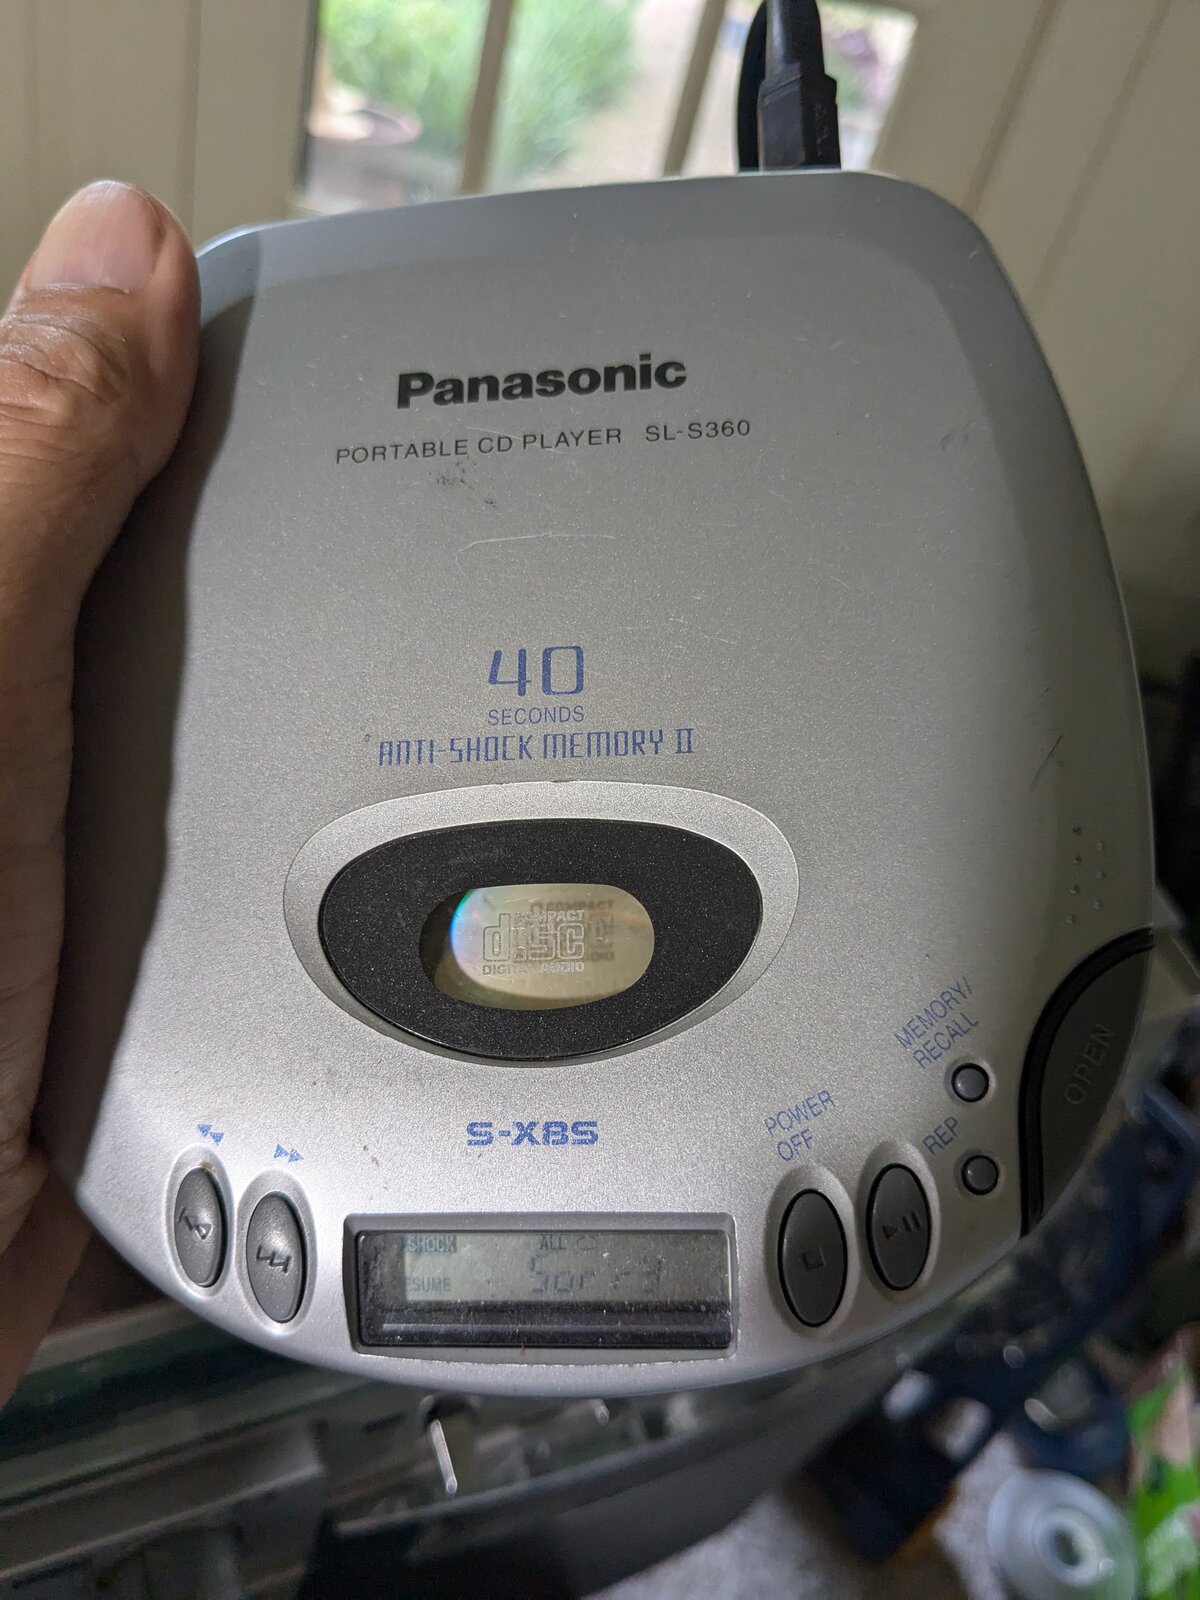 Panasonic
PORTABLE CD PLAYER SL-S360
40
SECONDS
ANTI-SHOCK MEMORY II
COMPACT
disc
DIGITAL AUDIO
MEMORY/
RECALL
OPEN
S-XBS
POWER
OFF
REP
SHOCK ALL
ESUME Sorry